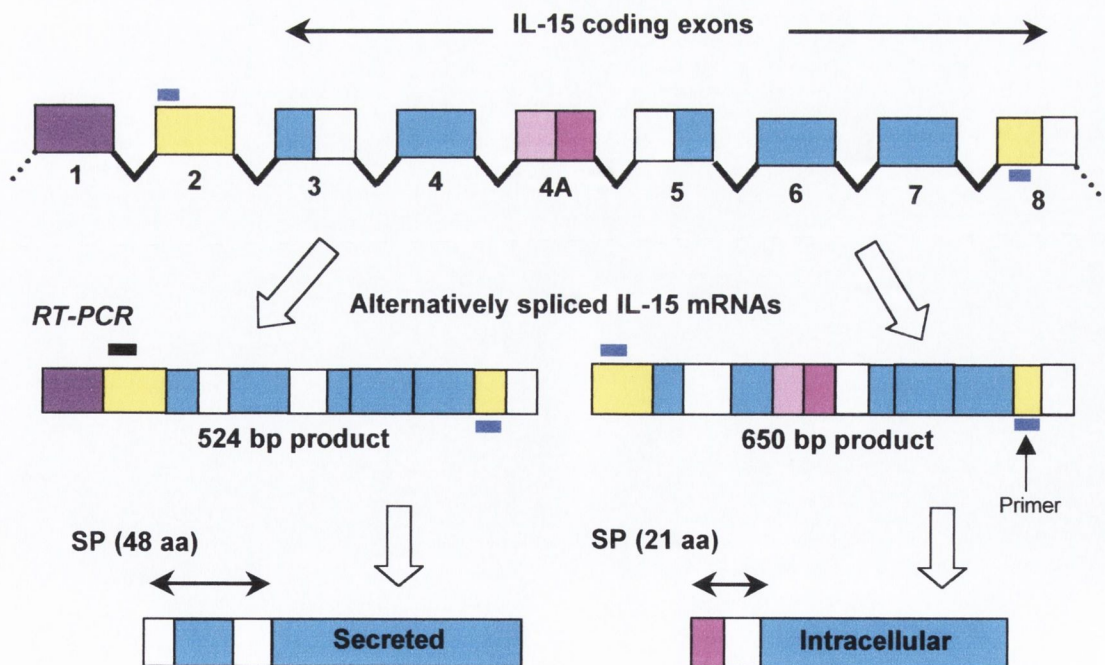 IL-15 coding exons
1 2 3 4 4A 5 6 7 8
Alternatively spliced IL-15 mRNAs
RT-PCR
524 bp product
650 bp product
Primer
SP (48 aa)
SP (21 aa)
Secreted
Intracellular